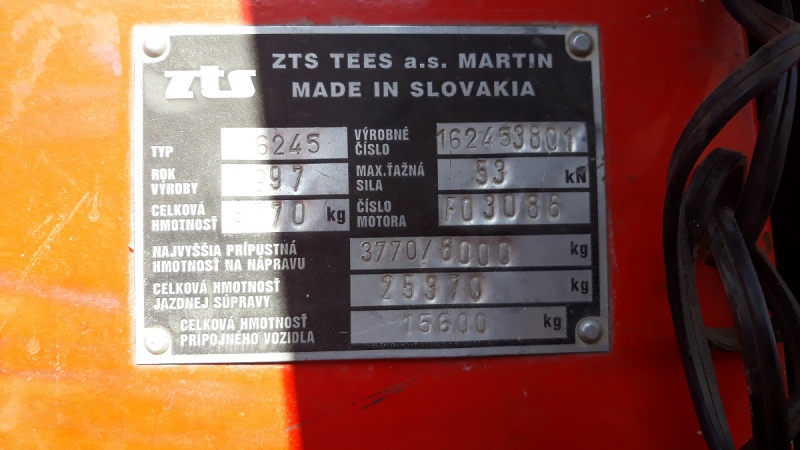 zts
ZTS TEES a.s. MARTIN
MADE IN SLOVAKIA
TYP 6245 VÝROBNÉ ČÍSLO 162453801
ROK VÝROBY 997 MAX.ŤAŽNÁ SILA 53 kN
CELKOVÁ HMOTNOSŤ 70 kg ČÍSLO MOTORA F03086
NAJVYŠŠIA PRÍPUSTNÁ HMOTNOSŤ NA NÁPRAVU 3770/6000 kg
CELKOVÁ HMOTNOSŤ JAZDNEJ SÚPRAVY 25970 kg
CELKOVÁ HMOTNOSŤ PRÍPOJNÉHO VOZIDLA 15600 kg